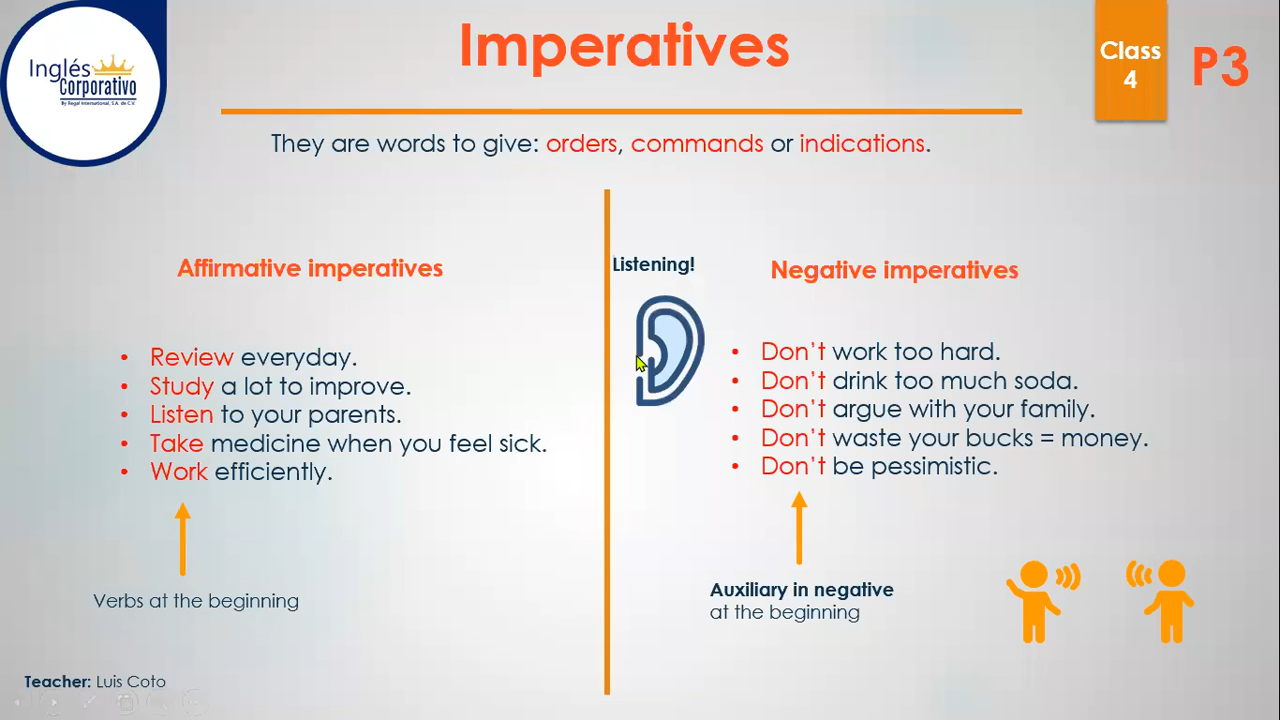 Inglés
Corporativo
By Regal International, S.A. de C.V.
Imperatives
Class
4
P3
They are words to give: orders, commands or indications.
Affirmative imperatives
• Review everyday.
• Study a lot to improve.
• Listen to your parents.
• Take medicine when you feel sick.
• Work efficiently.
Verbs at the beginning
Listening!
Negative imperatives
• Don’t work too hard.
• Don’t drink too much soda.
• Don’t argue with your family.
• Don’t waste your bucks = money.
• Don’t be pessimistic.
Auxiliary in negative
at the beginning
Teacher: Luis Coto